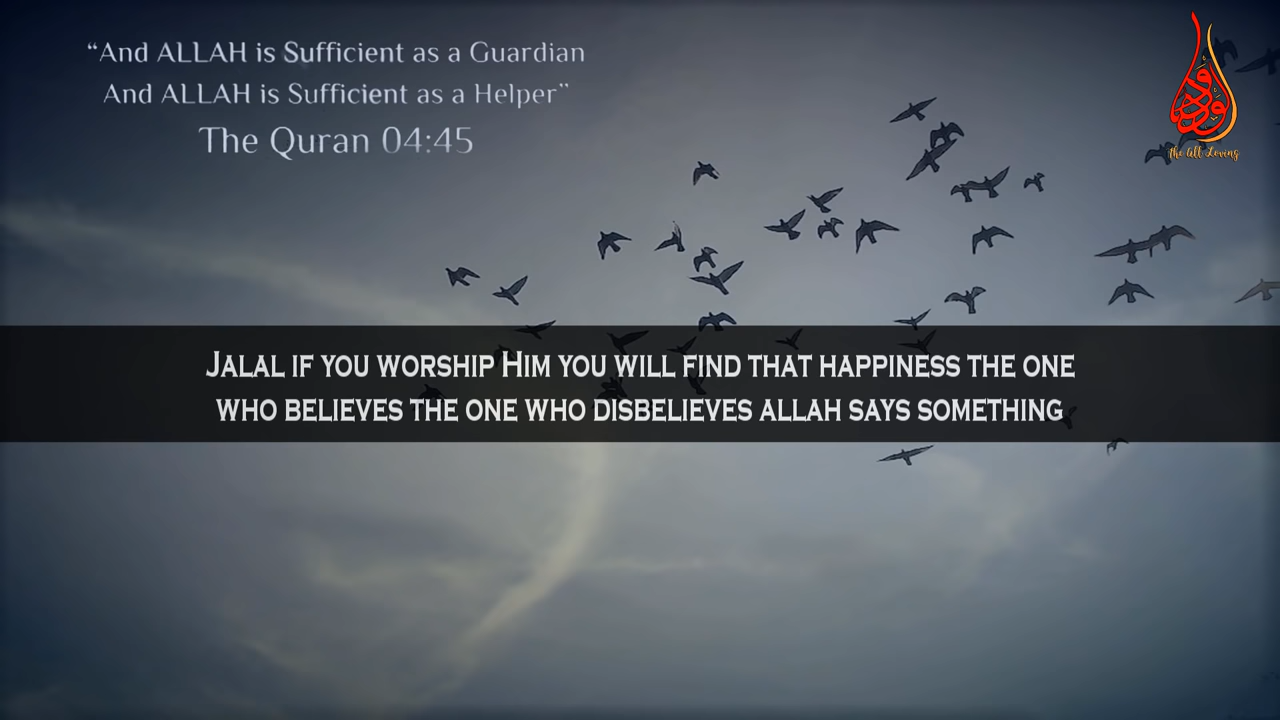 “And ALLAH is Sufficient as a Guardian
And ALLAH is Sufficient as a Helper”
The Quran 04:45
الودود
the All Loving
Jalal if you worship Him you will find that happiness the one
who believes the one who disbelieves allah says something